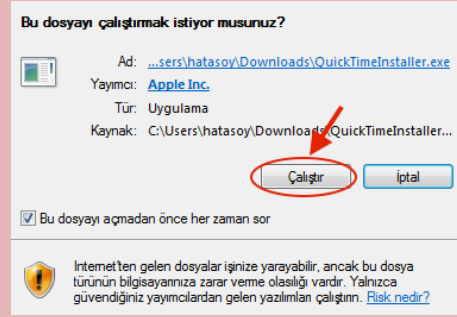 Bu dosyayı çalıştırmak istiyor musunuz?
Ad: ...sers\hatasoy\Downloads\QuickTimeInstaller.exe
Yayımcı: Apple Inc.
Tür: Uygulama
Kaynak: C:\Users\hatasoy\Downloads\QuickTimeInstaller...
Çalıştır İptal
Bu dosyayı açmadan önce her zaman sor
Internet'ten gelen dosyalar işinize yarayabilir, ancak bu dosya
türünün bilgisayarınıza zarar verme olasılığı vardır. Yalnızca
güvendiğiniz yayımcılardan gelen yazılımları çalıştırın. Risk nedir?